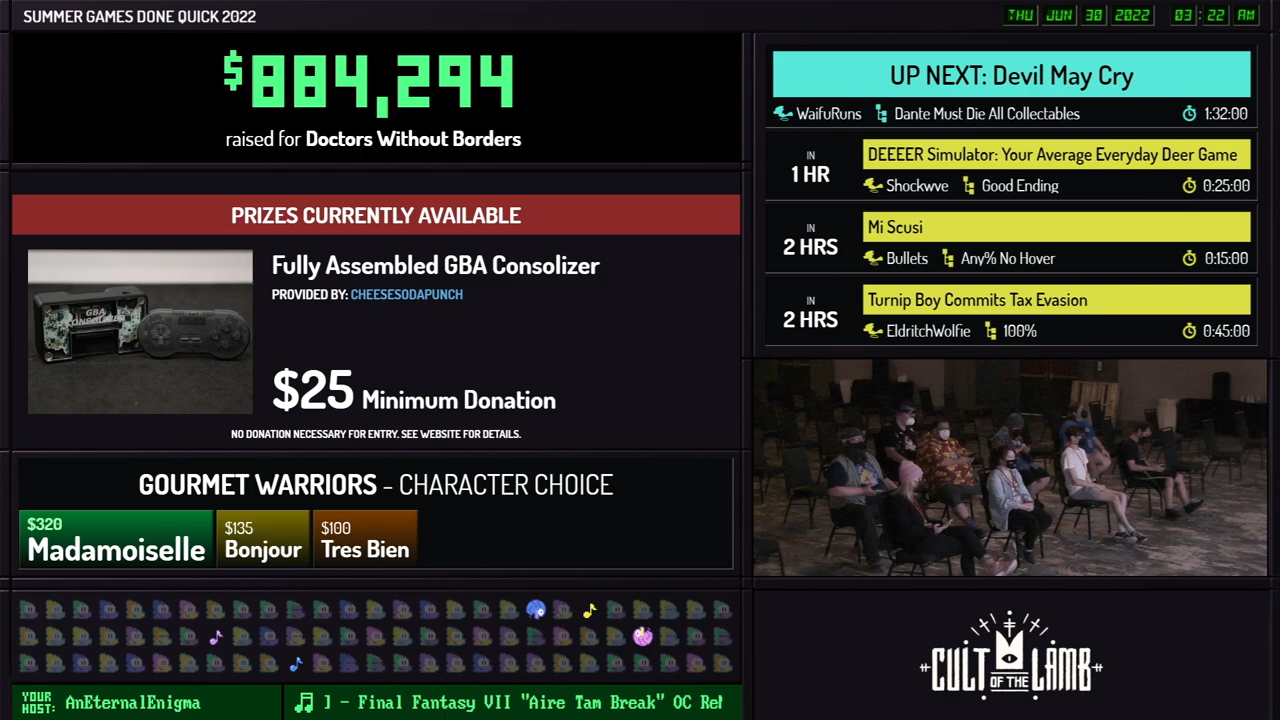 SUMMER GAMES DONE QUICK 2022
THU JUN 30 2022 03:22 AM
$884,294
raised for Doctors Without Borders
PRIZES CURRENTLY AVAILABLE
GBA CONSOLIZER
Fully Assembled GBA Consolizer
PROVIDED BY: CHEESESODAPUNCH
$25 Minimum Donation
NO DONATION NECESSARY FOR ENTRY. SEE WEBSITE FOR DETAILS.
GOURMET WARRIORS - CHARACTER CHOICE
$320
Madamoiselle
$135
Bonjour
$100
Tres Bien
YOUR HOST: AnEternalEnigma
] - Final Fantasy VII "Aire Tam Break" OC ReM
UP NEXT: Devil May Cry
WaifuRuns Dante Must Die All Collectables 1:32:00
IN 1 HR
DEEEER Simulator: Your Average Everyday Deer Game
Shockwve Good Ending 0:25:00
IN 2 HRS
Mi Scusi
Bullets Any% No Hover 0:15:00
IN 2 HRS
Turnip Boy Commits Tax Evasion
EldritchWolfie 100% 0:45:00
CULT OF THE LAMB